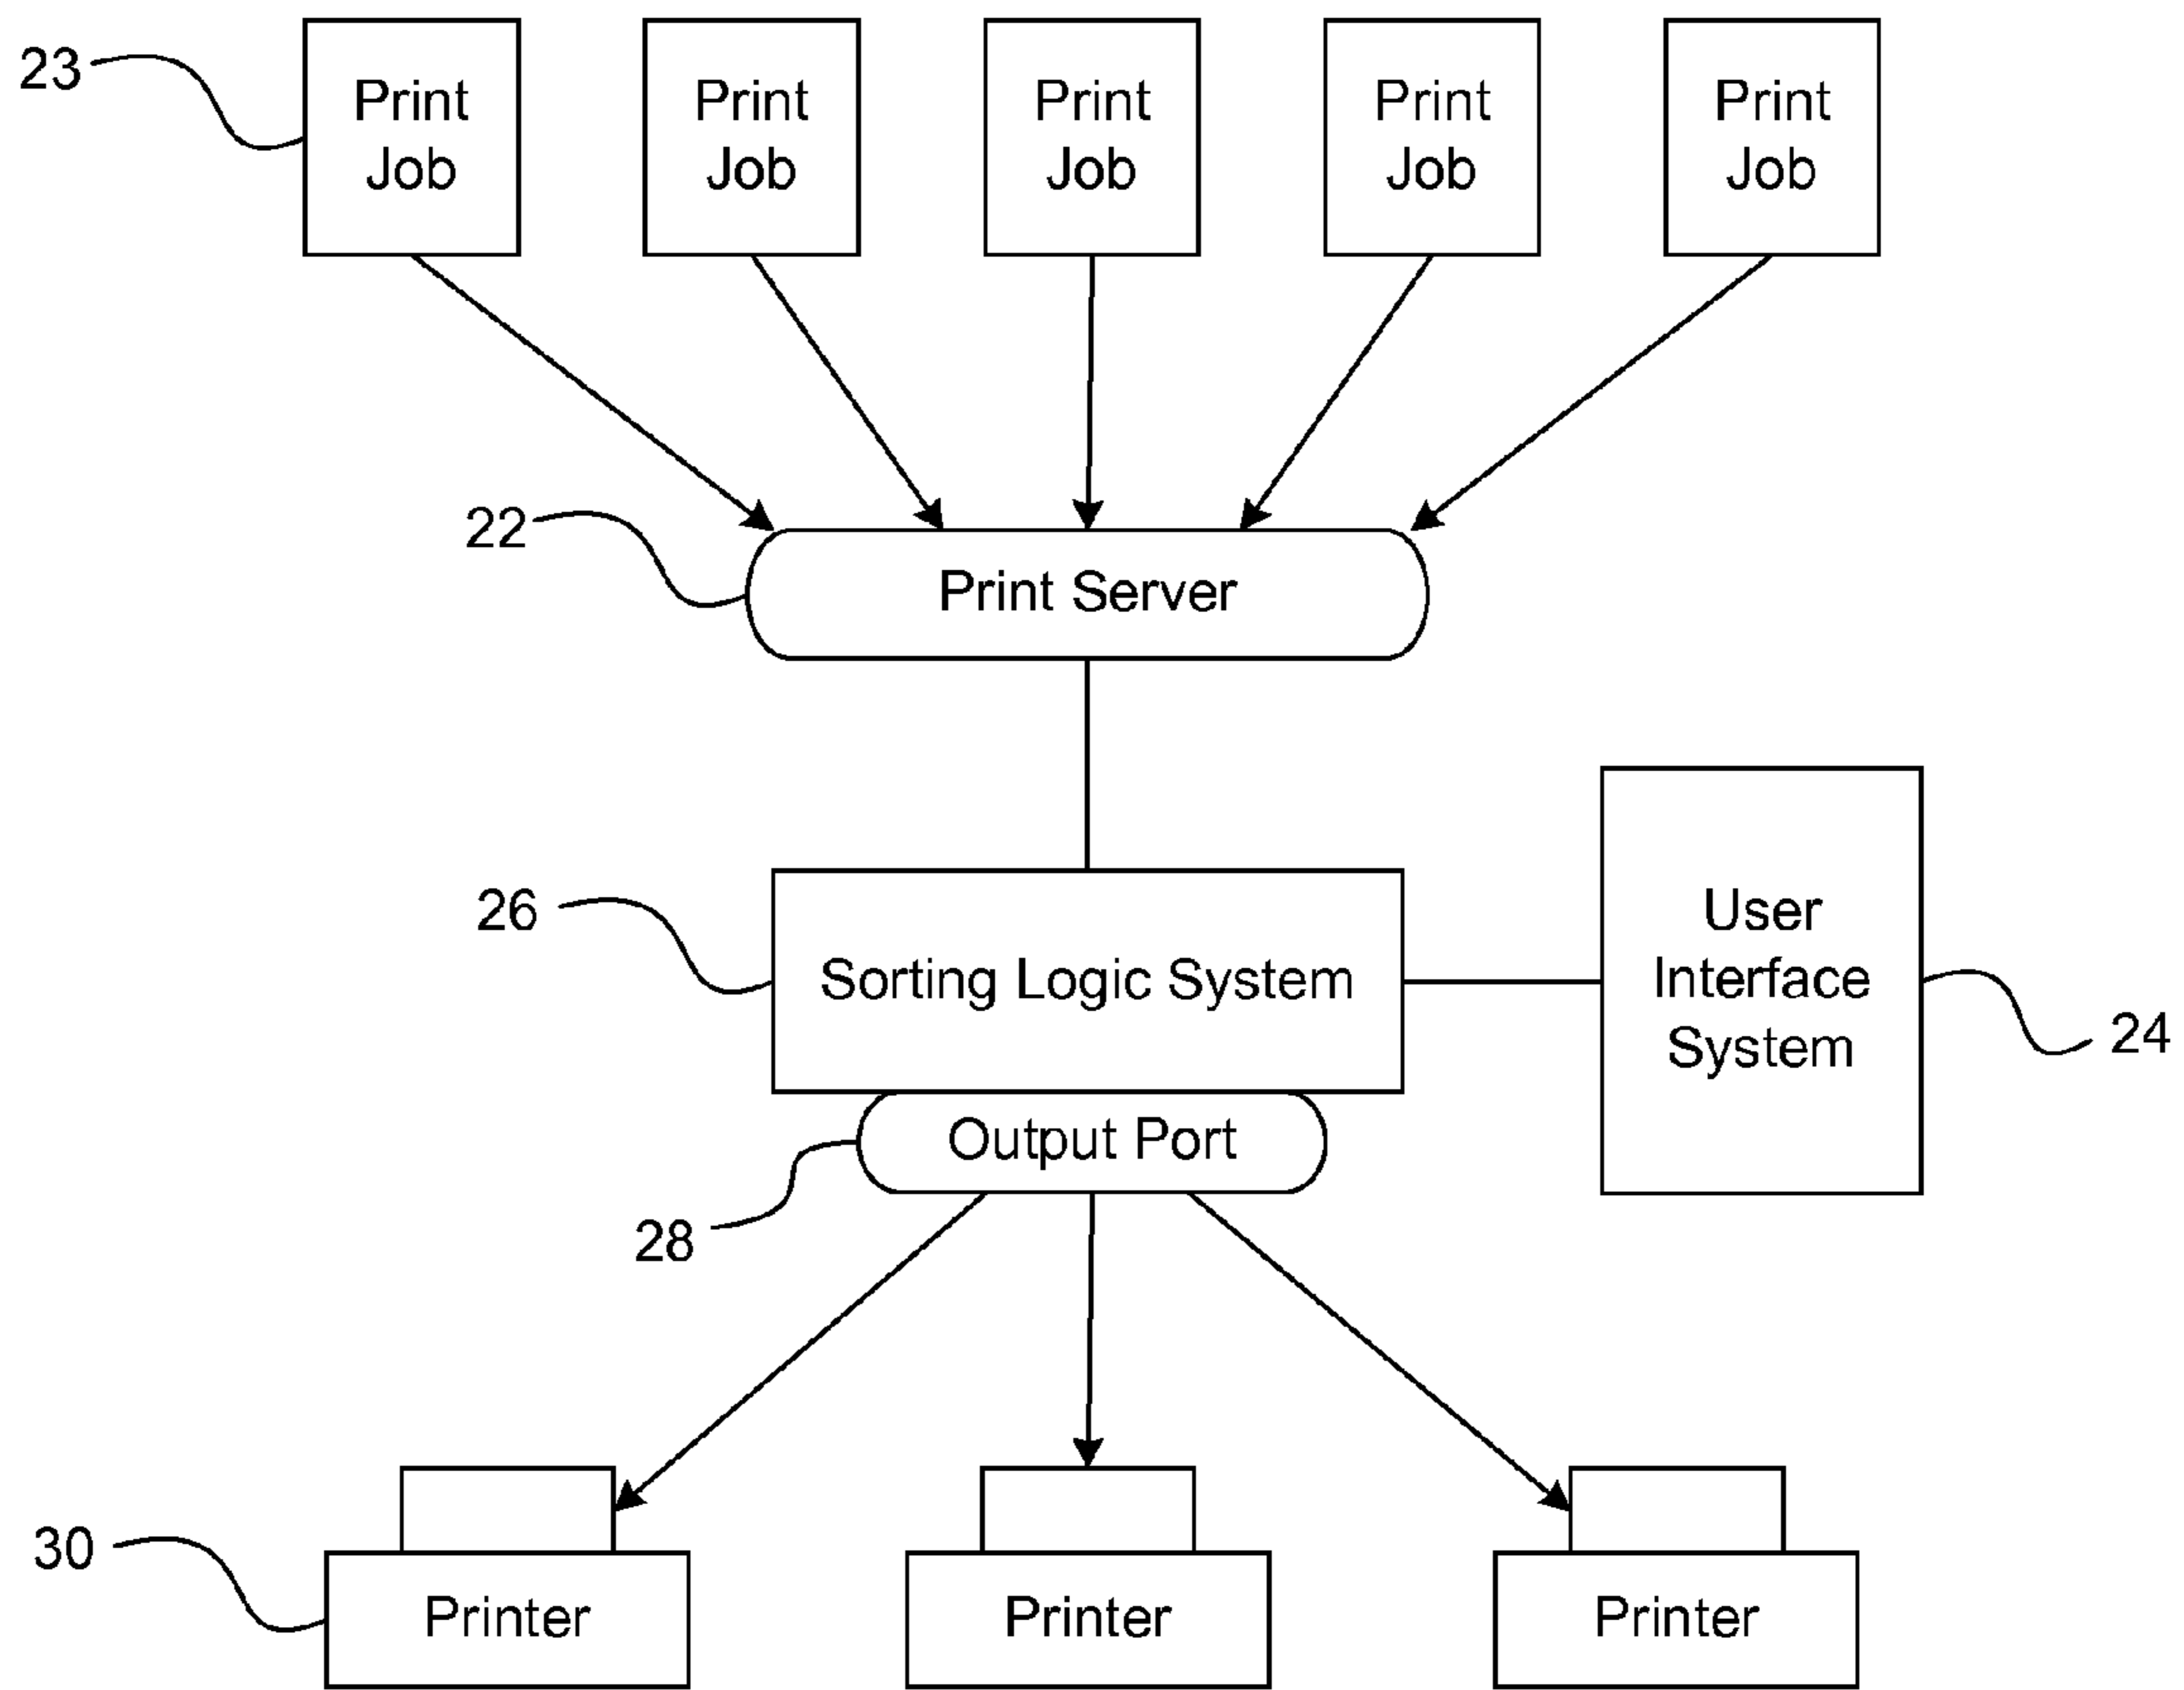 23
Print
Job
Print
Job
Print
Job
Print
Job
Print
Job
22
Print Server
26
Sorting Logic System
User
Interface
System
24
Output Port
28
30
Printer
Printer
Printer